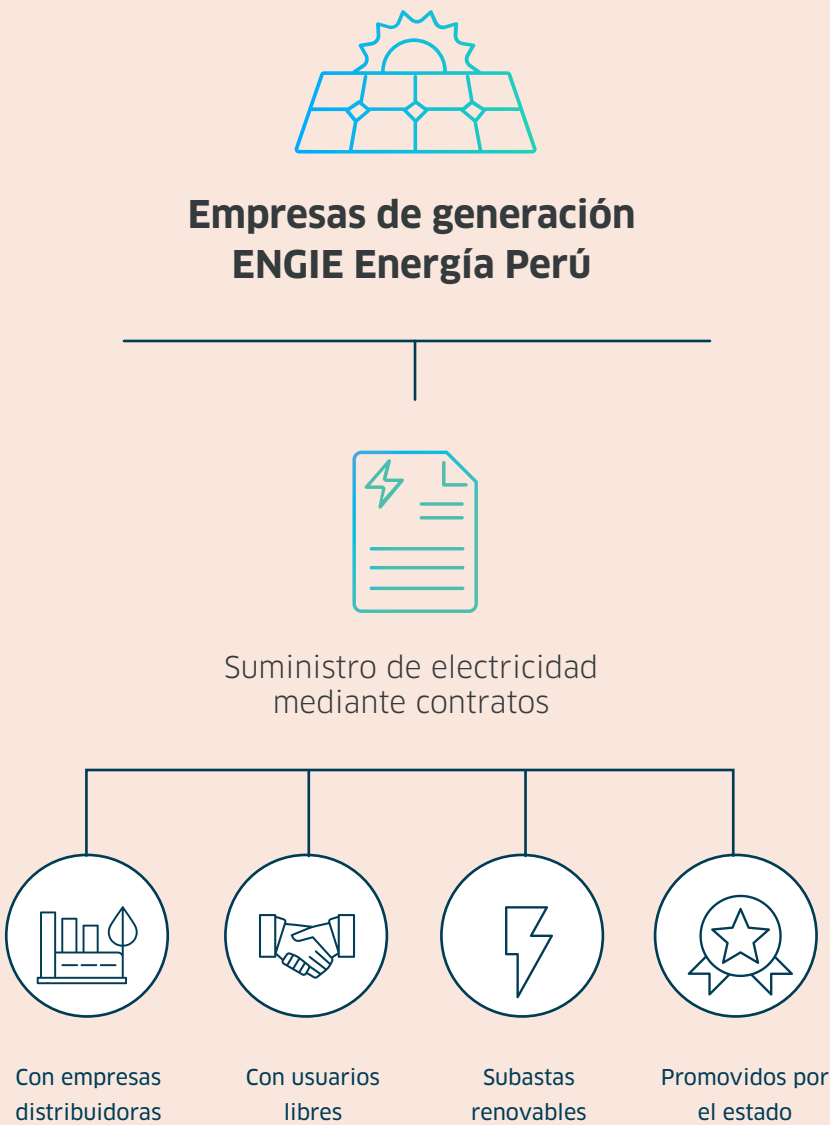 Empresas de generación
ENGIE Energía Perú
Suministro de electricidad
mediante contratos
Con empresas
distribuidoras
Con usuarios
libres
Subastas
renovables
Promovidos por
el estado